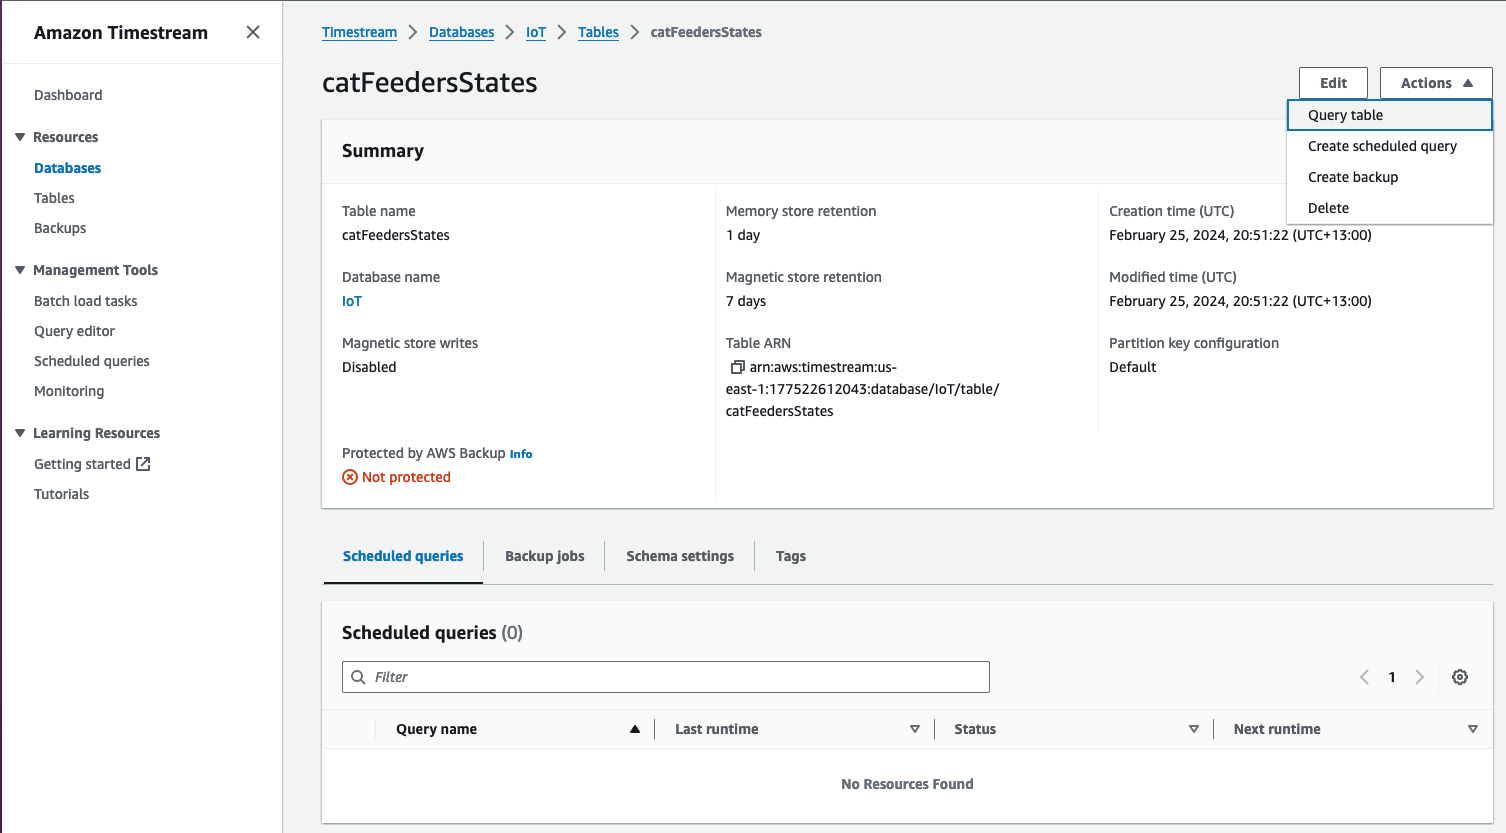 Amazon Timestream
Dashboard
Resources
Databases
Tables
Backups
Management Tools
Batch load tasks
Query editor
Scheduled queries
Monitoring
Learning Resources
Getting started
Tutorials
Timestream
Databases
IoT
Tables
catFeedersStates
catFeedersStates
Edit
Actions
Query table
Create scheduled query
Create backup
Delete
Summary
Table name
catFeedersStates
Database name
IoT
Magnetic store writes
Disabled
Protected by AWS Backup Info
Not protected
Memory store retention
1 day
Magnetic store retention
7 days
Table ARN
arn:aws:timestream:us-
east-1:177522612043:database/IoT/table/
catFeedersStates
Creation time (UTC)
February 25, 2024, 20:51:22 (UTC+13:00)
Modified time (UTC)
February 25, 2024, 20:51:22 (UTC+13:00)
Partition key configuration
Default
Scheduled queries
Backup jobs
Schema settings
Tags
Scheduled queries (0)
Filter
1
Query name
Last runtime
Status
Next runtime
No Resources Found